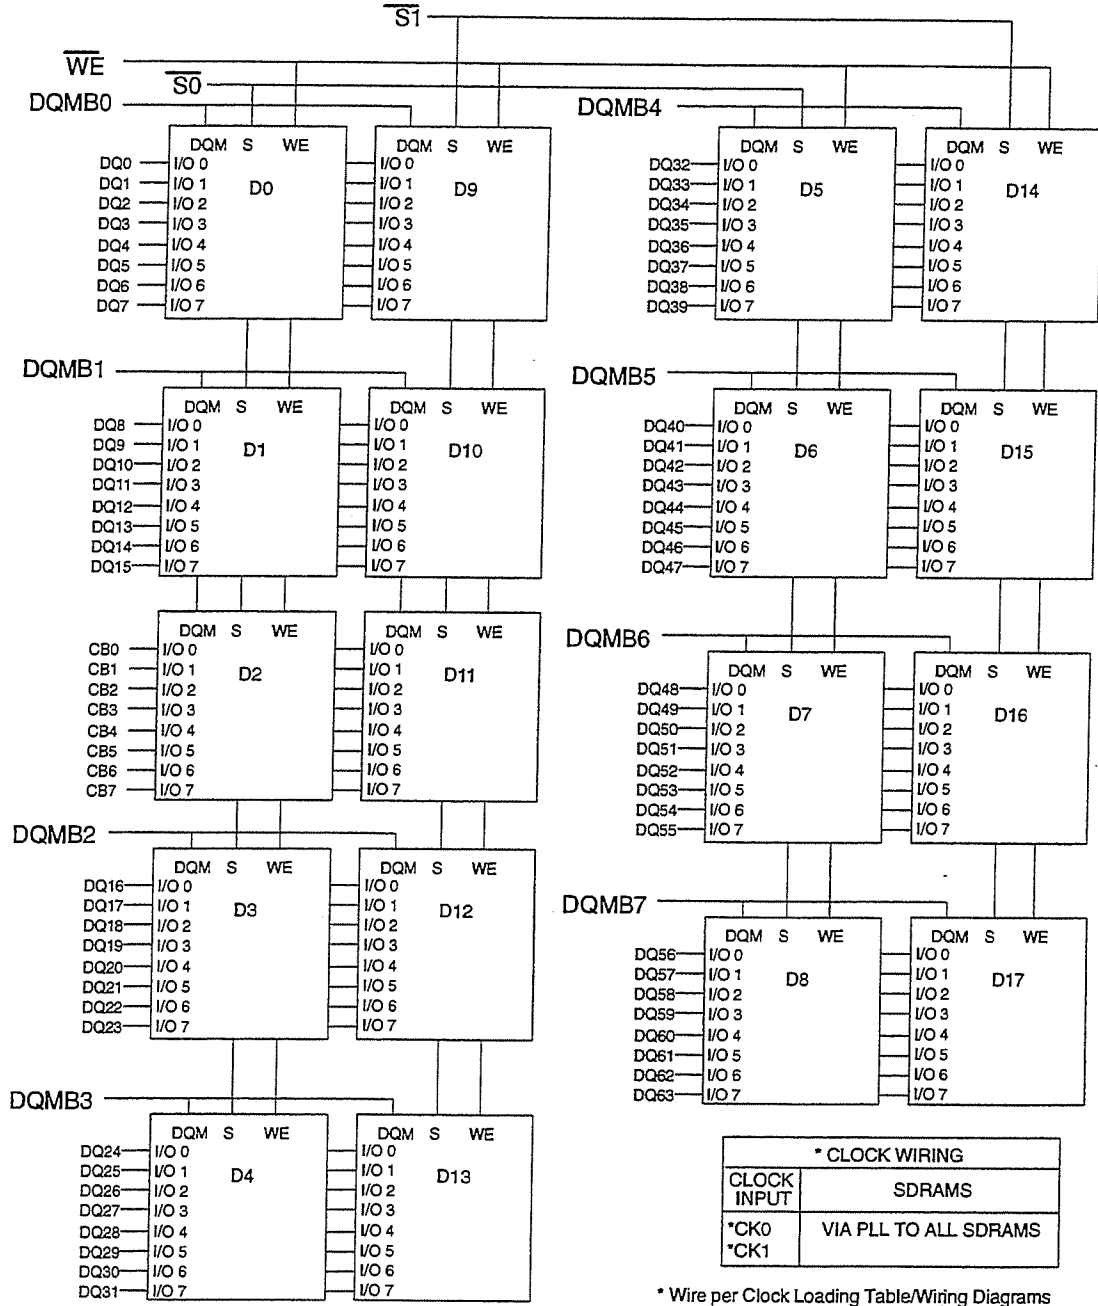 S1
WE
S0
DQMB0
DQM S WE
DQ0 I/O 0 I/O 0
DQ1 I/O 1 I/O 1
D0 D9
DQ2 I/O 2 I/O 2
DQ3 I/O 3 I/O 3
DQ4 I/O 4 I/O 4
DQ5 I/O 5 I/O 5
DQ6 I/O 6 I/O 6
DQ7 I/O 7 I/O 7
DQM S WE
DQMB1
DQM S WE
DQM S WE
DQ8 I/O 0 I/O 0
DQ9 I/O 1 I/O 1
D1 D10
DQ10 I/O 2 I/O 2
DQ11 I/O 3 I/O 3
DQ12 I/O 4 I/O 4
DQ13 I/O 5 I/O 5
DQ14 I/O 6 I/O 6
DQ15 I/O 7 I/O 7
DQM S WE
DQM S WE
CB0 I/O 0 I/O 0
CB1 I/O 1 I/O 1
D2 D11
CB2 I/O 2 I/O 2
CB3 I/O 3 I/O 3
CB4 I/O 4 I/O 4
CB5 I/O 5 I/O 5
CB6 I/O 6 I/O 6
CB7 I/O 7 I/O 7
DQMB2
DQM S WE
DQM S WE
DQ16 I/O 0 I/O 0
DQ17 I/O 1 I/O 1
D3 D12
DQ18 I/O 2 I/O 2
DQ19 I/O 3 I/O 3
DQ20 I/O 4 I/O 4
DQ21 I/O 5 I/O 5
DQ22 I/O 6 I/O 6
DQ23 I/O 7 I/O 7
DQMB3
DQM S WE
DQM S WE
DQ24 I/O 0 I/O 0
DQ25 I/O 1 I/O 1
D4 D13
DQ26 I/O 2 I/O 2
DQ27 I/O 3 I/O 3
DQ28 I/O 4 I/O 4
DQ29 I/O 5 I/O 5
DQ30 I/O 6 I/O 6
DQ31 I/O 7 I/O 7
DQMB4
DQM S WE
DQM S WE
DQ32 I/O 0 I/O 0
DQ33 I/O 1 I/O 1
D5 D14
DQ34 I/O 2 I/O 2
DQ35 I/O 3 I/O 3
DQ36 I/O 4 I/O 4
DQ37 I/O 5 I/O 5
DQ38 I/O 6 I/O 6
DQ39 I/O 7 I/O 7
DQMB5
DQM S WE
DQM S WE
DQ40 I/O 0 I/O 0
DQ41 I/O 1 I/O 1
D6 D15
DQ42 I/O 2 I/O 2
DQ43 I/O 3 I/O 3
DQ44 I/O 4 I/O 4
DQ45 I/O 5 I/O 5
DQ46 I/O 6 I/O 6
DQ47 I/O 7 I/O 7
DQMB6
DQM S WE
DQM S WE
DQ48 I/O 0 I/O 0
DQ49 I/O 1 I/O 1
D7 D16
DQ50 I/O 2 I/O 2
DQ51 I/O 3 I/O 3
DQ52 I/O 4 I/O 4
DQ53 I/O 5 I/O 5
DQ54 I/O 6 I/O 6
DQ55 I/O 7 I/O 7
DQMB7
DQM S WE
DQM S WE
DQ56 I/O 0 I/O 0
DQ57 I/O 1 I/O 1
D8 D17
DQ58 I/O 2 I/O 2
DQ59 I/O 3 I/O 3
DQ60 I/O 4 I/O 4
DQ61 I/O 5 I/O 5
DQ62 I/O 6 I/O 6
DQ63 I/O 7 I/O 7
* CLOCK WIRING
CLOCK INPUT SDRAMS
*CK0 VIA PLL TO ALL SDRAMS
*CK1
* Wire per Clock Loading Table/Wiring Diagrams